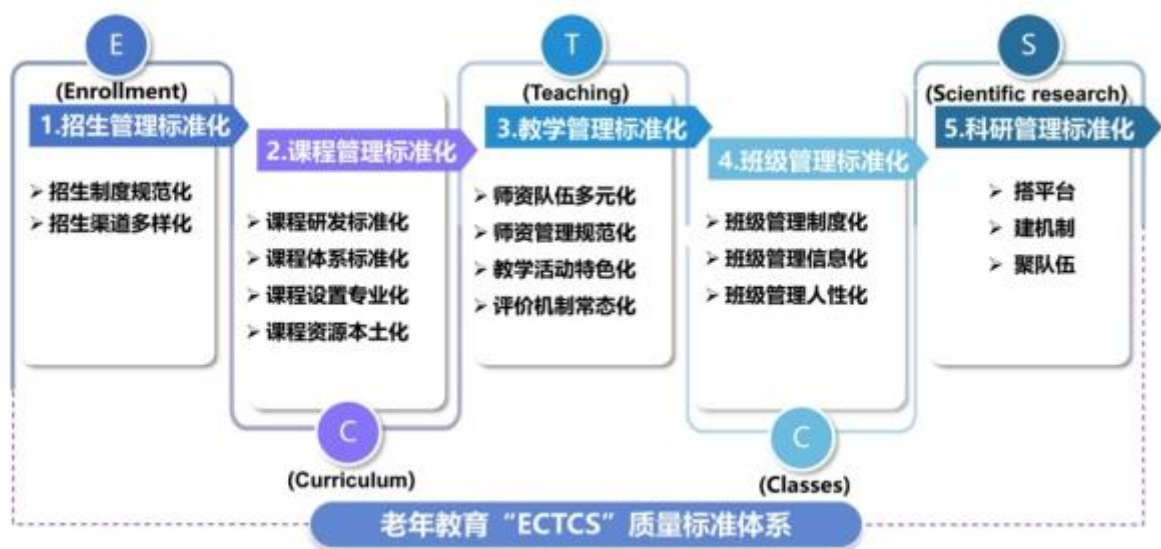 E
(Enrollment)
1.招生管理标准化
➢ 招生制度规范化
➢ 招生渠道多样化
2.课程管理标准化
➢ 课程研发标准化
➢ 课程体系标准化
➢ 课程设置专业化
➢ 课程资源本土化
C
(Curriculum)
T
(Teaching)
3.教学管理标准化
➢ 师资队伍多元化
➢ 师资管理规范化
➢ 教学活动特色化
➢ 评价机制常态化
4.班级管理标准化
➢ 班级管理制度化
➢ 班级管理信息化
➢ 班级管理人性化
C
(Classes)
S
(Scientific research)
5.科研管理标准化
➢ 搭平台
➢ 建机制
➢ 聚队伍
老年教育“ECTCS”质量标准体系